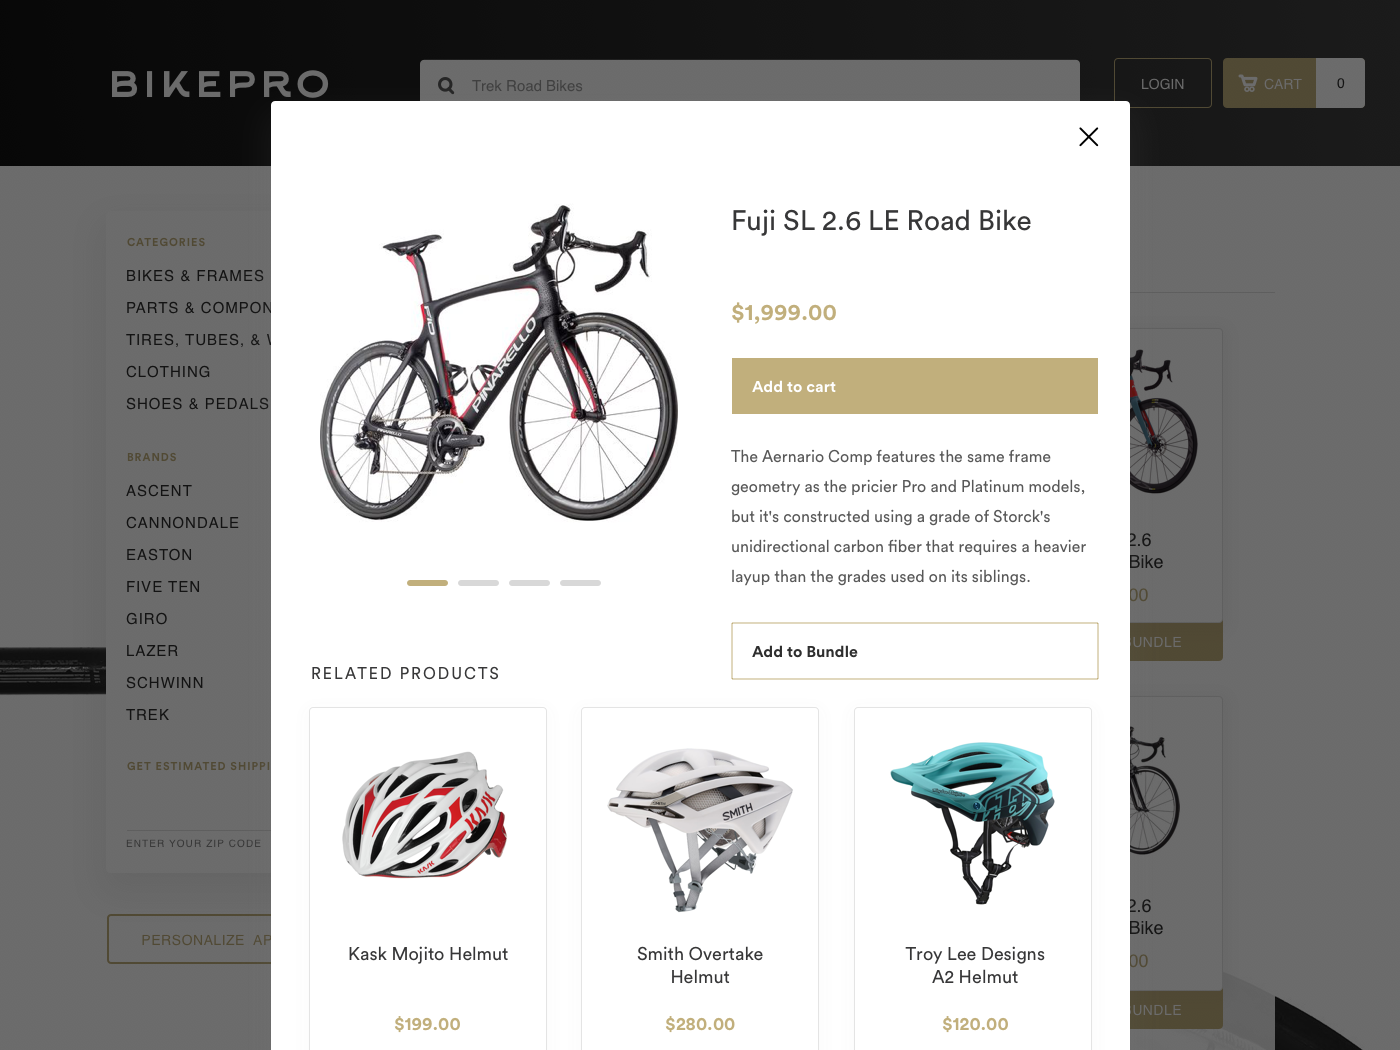 BIKEPRO
Trek Road Bikes
LOGIN
CART
0
CATEGORIES
BIKES & FRAMES
PARTS & COMPON
TIRES, TUBES, &
CLOTHING
SHOES & PEDALS
BRANDS
ASCENT
CANNONDALE
EASTON
FIVE TEN
GIRO
LAZER
SCHWINN
TREK
GET ESTIMATED SHIPPI
ENTER YOUR ZIP CODE
PERSONALIZE AP
PINARELLO
Fuji SL 2.6 LE Road Bike
$1,999.00
Add to cart
The Aernario Comp features the same frame
geometry as the pricier Pro and Platinum models,
but it's constructed using a grade of Storck's
unidirectional carbon fiber that requires a heavier
layup than the grades used on its siblings.
Add to Bundle
RELATED PRODUCTS
KASK
KASK
Kask Mojito Helmut
$199.00
SMITH
Smith Overtake
Helmut
$280.00
Troy Lee Designs
A2 Helmut
$120.00
2.6
Bike
00
BUNDLE
2.6
Bike
00
BUNDLE